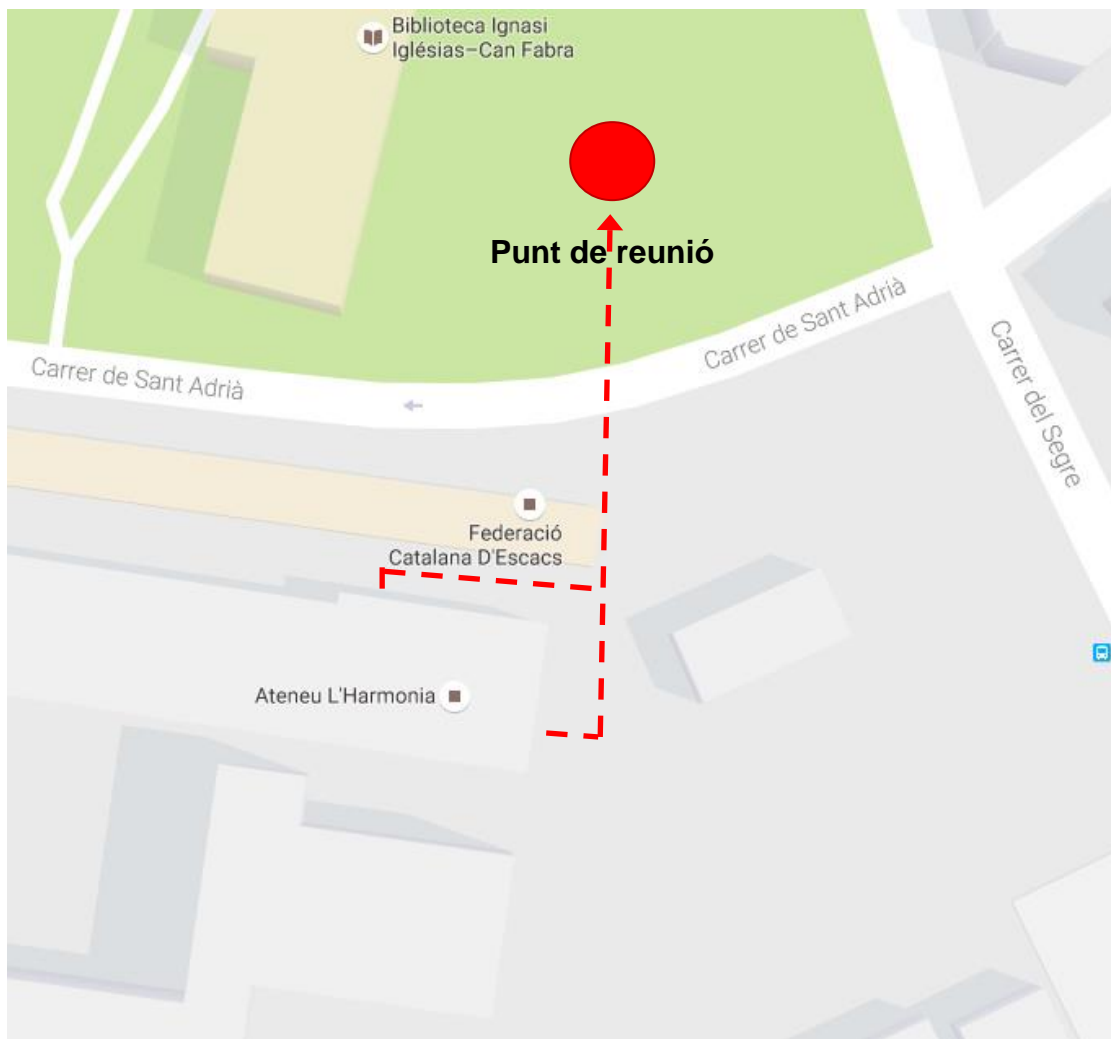 Biblioteca Ignasi
Iglésias–Can Fabra
Punt de reunió
Carrer de Sant Adrià
Carrer de Sant Adrià
Carrer del Segre
Federació
Catalana D'Escacs
Ateneu L'Harmonia